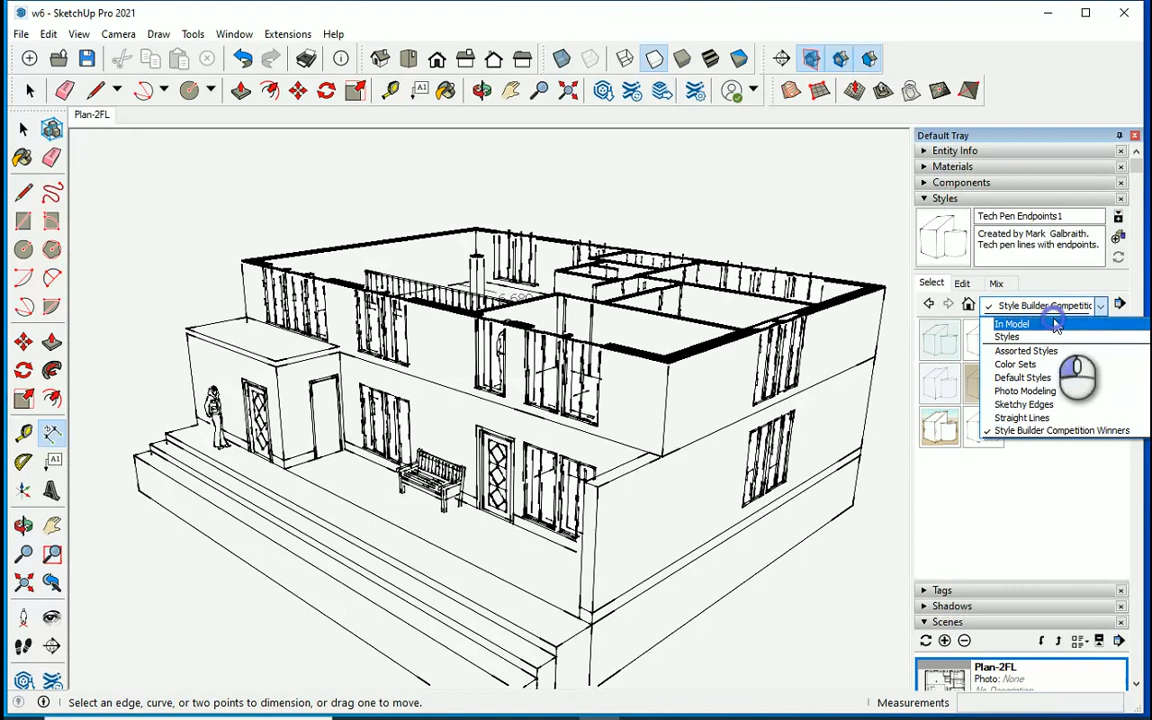 w6 - SketchUp Pro 2021
File Edit View Camera Draw Tools Window Extensions Help
Plan-2FL
Default Tray
Entity Info
Materials
Components
Styles
Tech Pen Endpoints1
Created by Mark Galbraith.
Tech pen lines with endpoints.
Select Edit Mix
Style Builder Competitic
In Model
Styles
Assorted Styles
Color Sets
Default Styles
Photo Modeling
Sketchy Edges
Straight Lines
Style Builder Competition Winners
Tags
Shadows
Scenes
Plan-2FL
Photo: None
Select an edge, curve, or two points to dimension, or drag one to move.
Measurements